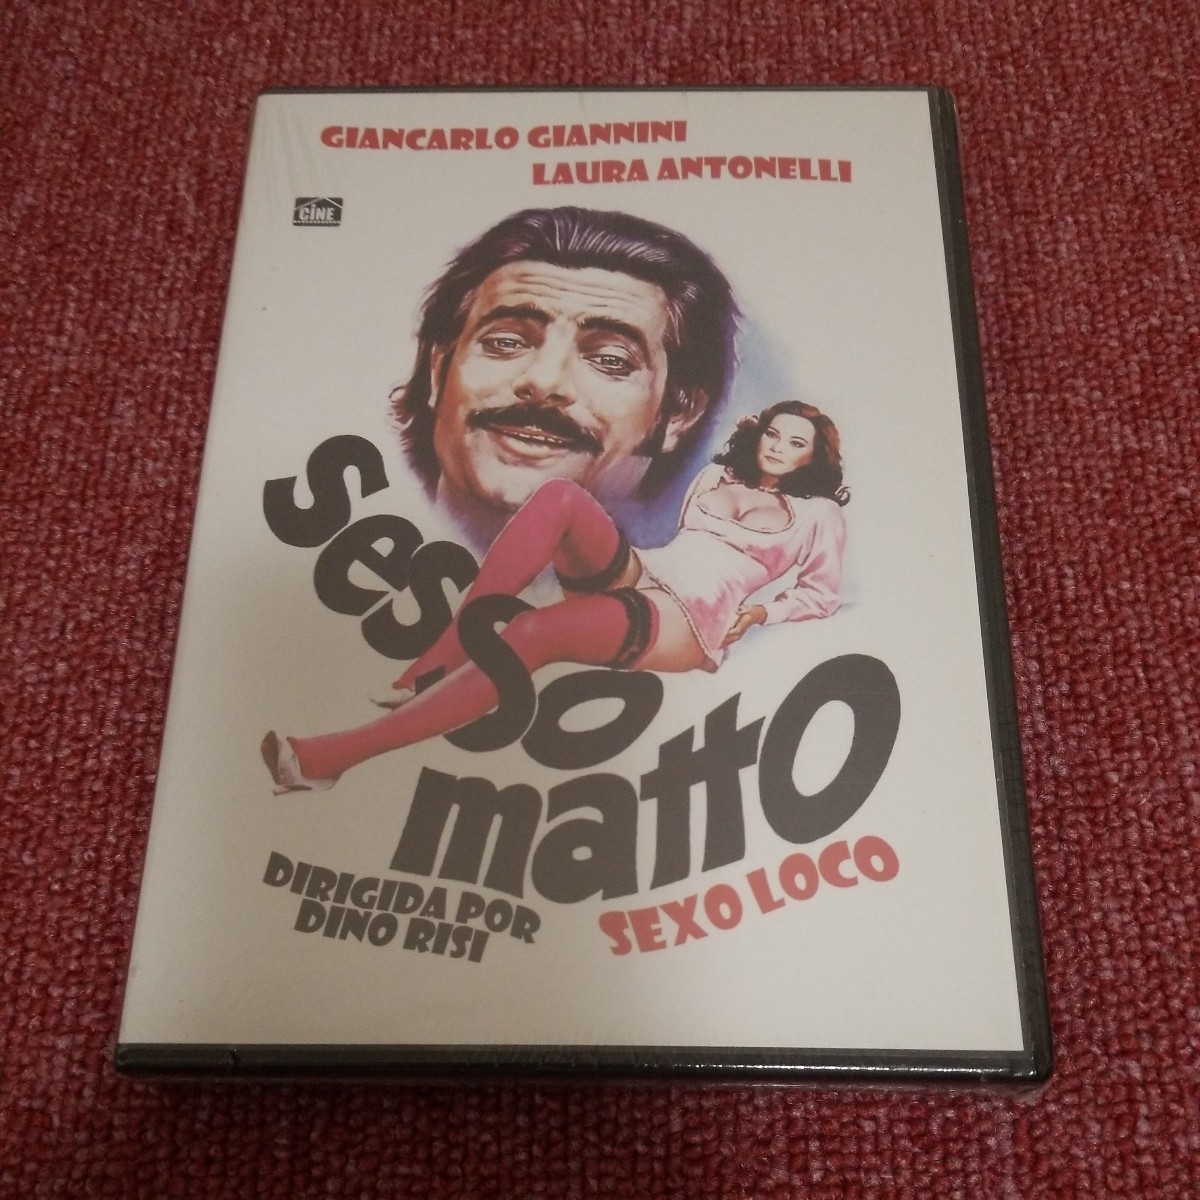 GIANCARLO GIANNINI
LAURA ANTONELLI
CINE
sesso
matto
SEXO LOCO
DIRIGIDA POR
DINO RISI